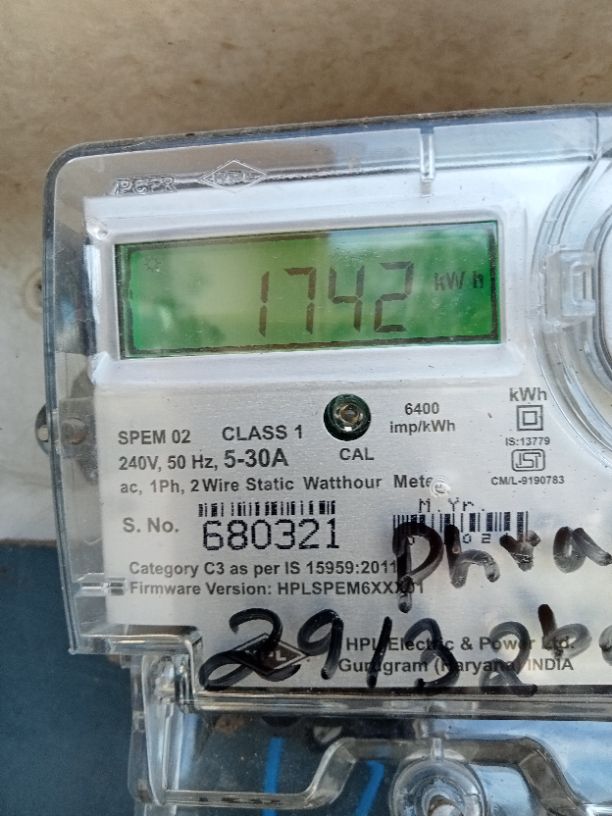 1742 kWh
SPEM 02 CLASS 1
240V, 50 Hz, 5-30A
ac, 1Ph, 2 Wire Static Watthour
CAL
6400
imp/kWh
kWh
IS:13779
CM/L-9190783
M.Yr.
S. No. 680321
Category C3 as per IS 15959:2011
Firmware Version: HPLSPEM6XXX01
HPL Electric & Power Ltd.
Gurugram (Haryana) INDIA